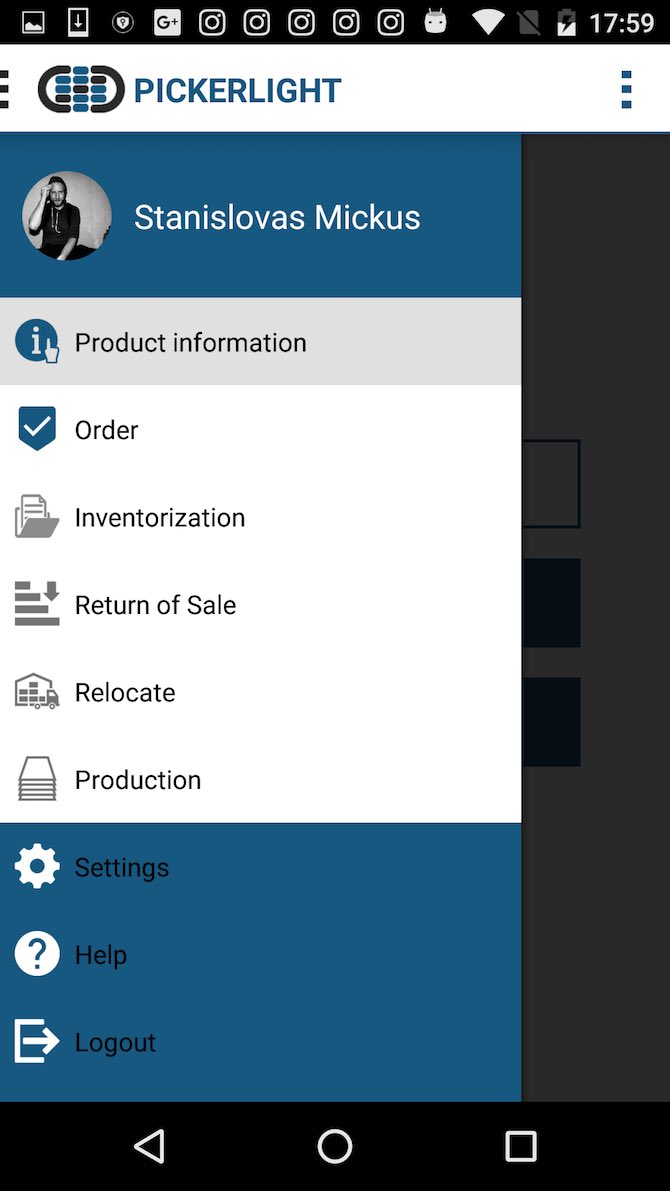 17:59
PICKERLIGHT
Stanislovas Mickus
Product information
Order
Inventorization
Return of Sale
Relocate
Production
Settings
Help
Logout